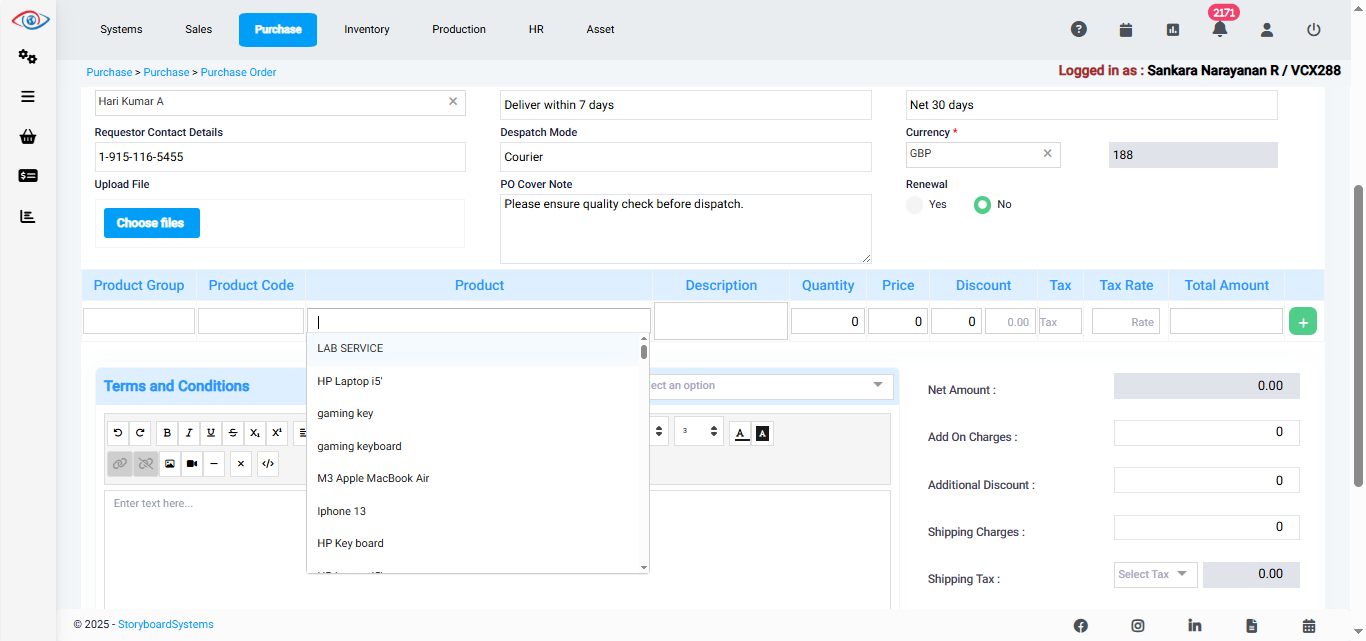 Systems Sales Purchase Inventory Production HR Asset 2171
Purchase > Purchase > Purchase Order Logged in as : Sankara Narayanan R / VCX288
Hari Kumar A Deliver within 7 days Net 30 days
Requestor Contact Details Despatch Mode Currency *
1-915-116-5455 Courier GBP 188
Upload File PO Cover Note Renewal
Please ensure quality check before dispatch. Yes No
Choose files
Product Group Product Code Product Description Quantity Price Discount Tax Tax Rate Total Amount
0 0 0 0.00 Tax Rate +
LAB SERVICE
HP Laptop i5'
gaming key
gaming keyboard
M3 Apple MacBook Air
Iphone 13
HP Key board
Terms and Conditions ect an option
3
Enter text here...
Net Amount : 0.00
Add On Charges : 0
Additional Discount : 0
Shipping Charges : 0
Shipping Tax : Select Tax 0.00
© 2025 - StoryboardSystems